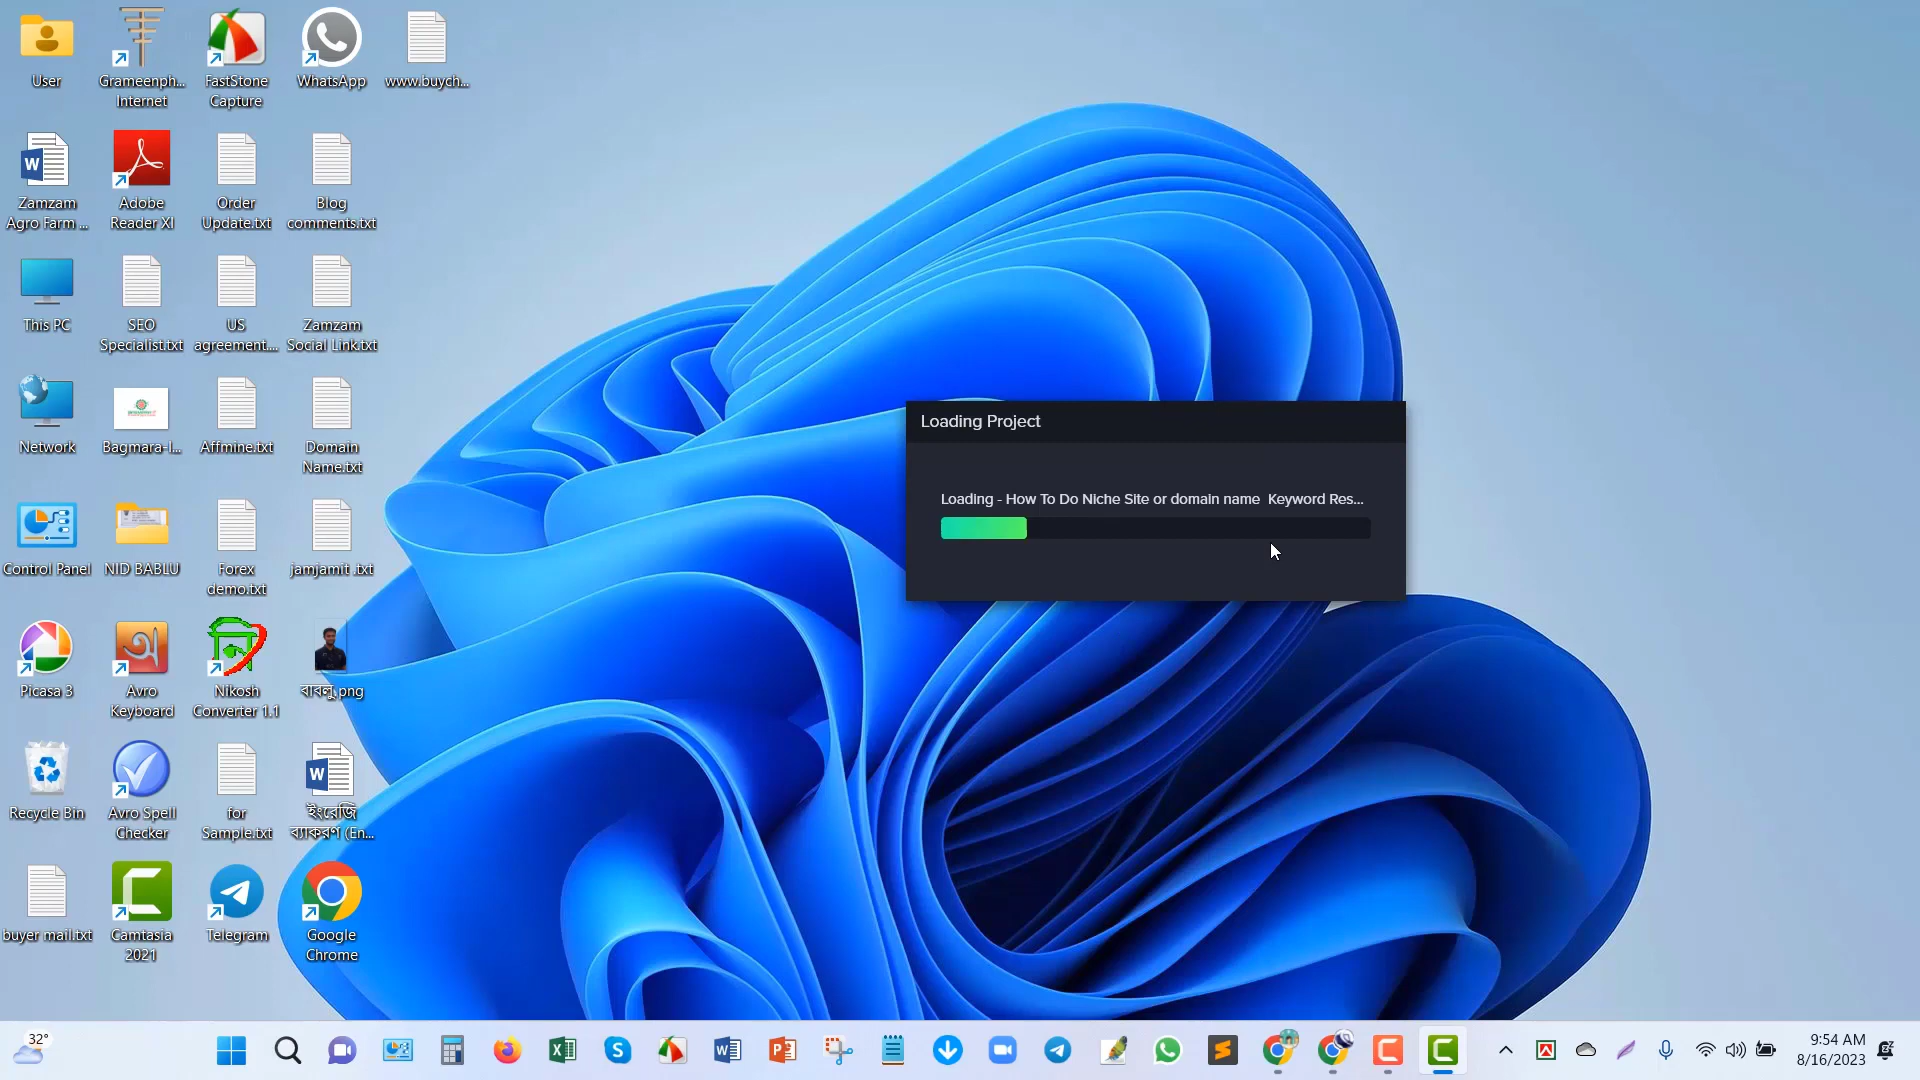 User
Grameenph...
Internet
FastStone
Capture
WhatsApp
www.buych...
Zamzam
Agro Farm ...
Adobe
Reader XI
Order
Update.txt
Blog
comments.txt
This PC
SEO
Specialist.txt
US
agreement....
Zamzam
Social Link.txt
Network
Bagmara-I...
Affmine.txt
Domain
Name.txt
Control Panel
NID BABLU
Forex
demo.txt
jamjamit .txt
Picasa 3
Avro
Keyboard
Nikosh
Converter 1.1
বাবলু.png
Recycle Bin
Avro Spell
Checker
for
Sample.txt
ইংরেজি
ব্যাকরণ (En...
buyer mail.txt
Camtasia
2021
Telegram
Google
Chrome
Loading Project
Loading - How To Do Niche Site or domain name  Keyword Res...
32°
9:54 AM
8/16/2023